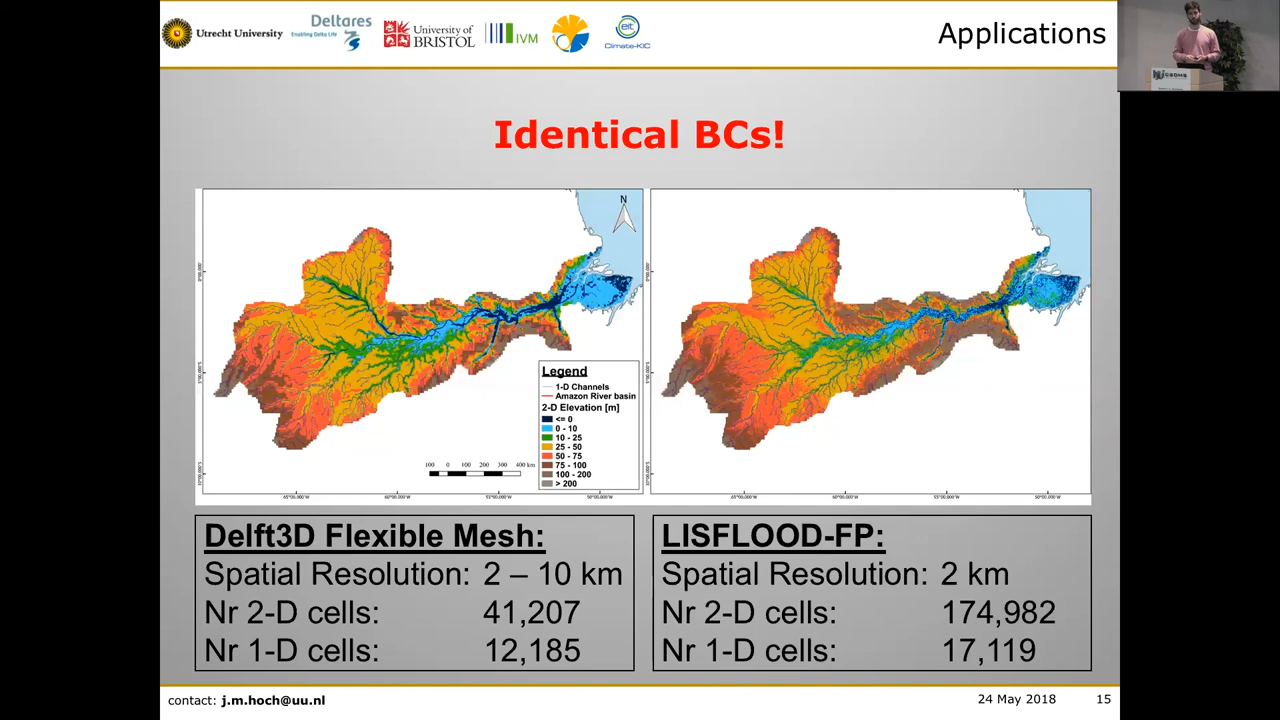 Utrecht University
Deltares
Enabling Delta Life
University of
BRISTOL
IVM
eit
Climate-KIC
Applications
CSDMS
Identical BCs!
N
Legend
1-D Channels
Amazon River basin
2-D Elevation [m]
<= 0
0 - 10
10 - 25
25 - 50
50 - 75
75 - 100
100 - 200
> 200
100 0 100 200 300 400 km
Delft3D Flexible Mesh:
Spatial Resolution: 2 – 10 km
Nr 2-D cells: 41,207
Nr 1-D cells: 12,185
LISFLOOD-FP:
Spatial Resolution: 2 km
Nr 2-D cells: 174,982
Nr 1-D cells: 17,119
contact: j.m.hoch@uu.nl
24 May 2018
15